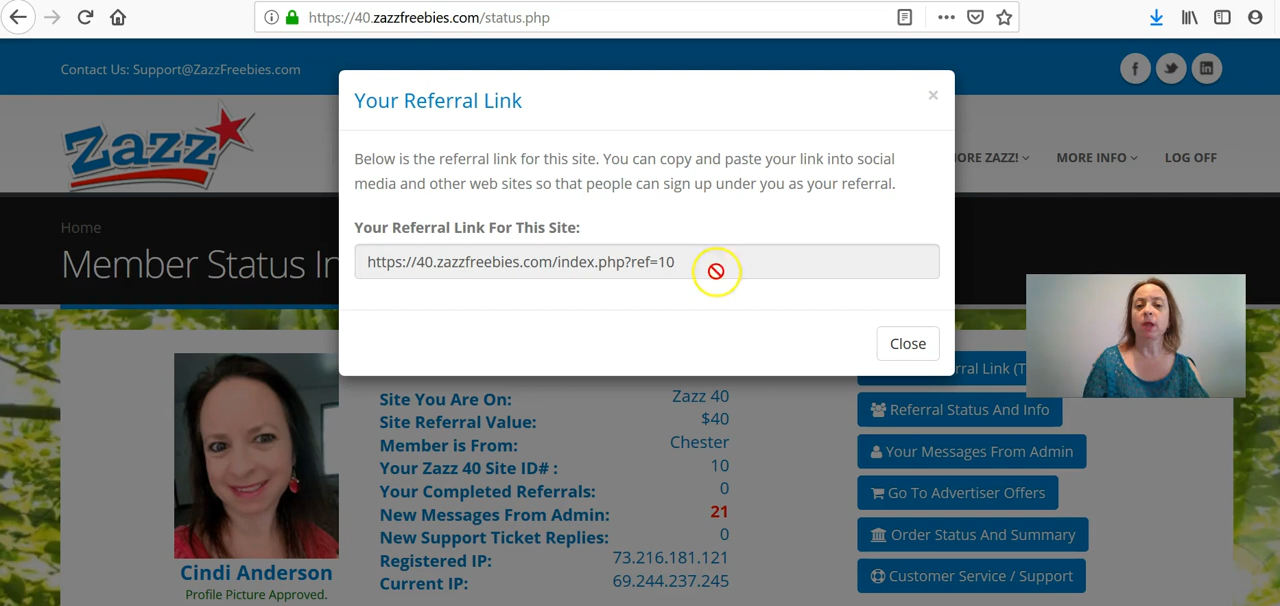 https://40.zazzfreebies.com/status.php
Contact Us: Support@ZazzFreebies.com
Zazz
MORE INFO
LOG OFF
Your Referral Link
×
Below is the referral link for this site. You can copy and paste your link into social
media and other web sites so that people can sign up under you as your referral.
Your Referral Link For This Site:
https://40.zazzfreebies.com/index.php?ref=10
Close
Home
Member Status In
Cindi Anderson
Profile Picture Approved.
Site You Are On: Zazz 40
Site Referral Value: $40
Member is From: Chester
Your Zazz 40 Site ID# : 10
Your Completed Referrals: 0
New Messages From Admin: 21
New Support Ticket Replies: 0
Registered IP: 73.216.181.121
Current IP: 69.244.237.245
Referral Status And Info
Your Messages From Admin
Go To Advertiser Offers
Order Status And Summary
Customer Service / Support